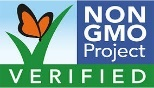 NON
GMO
Project
VERIFIED